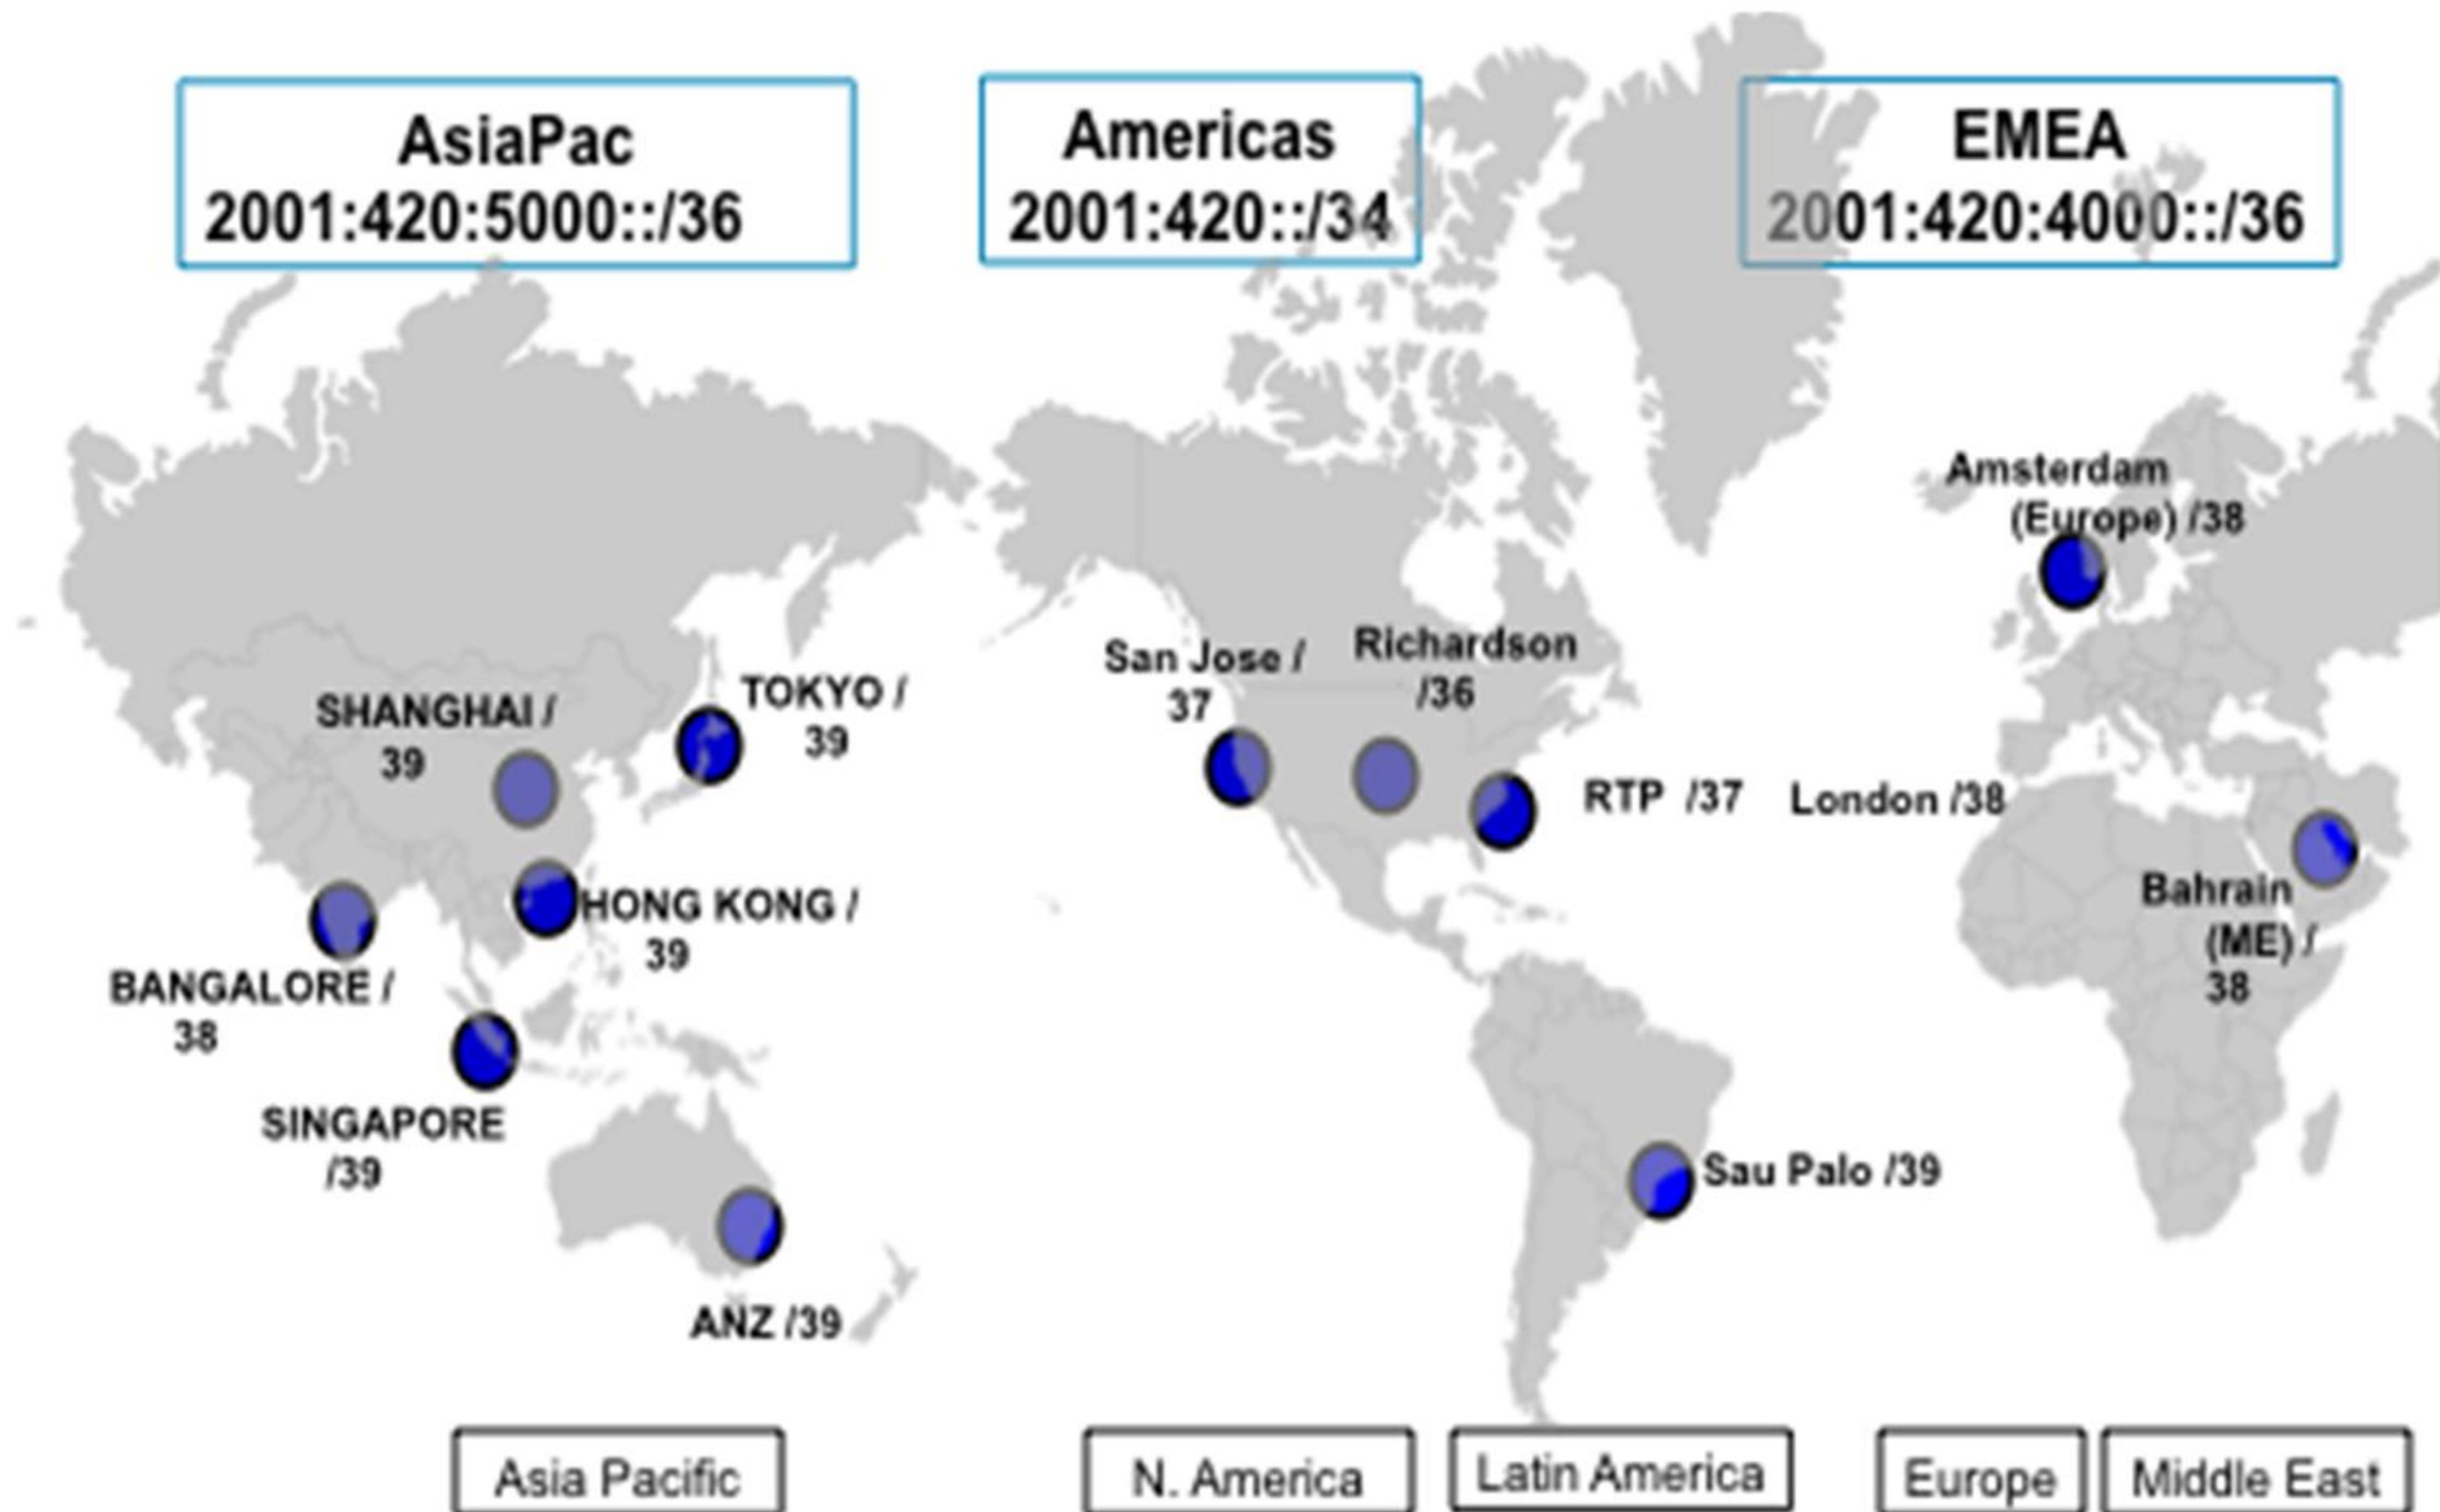 AsiaPac
2001:420:5000::/36
Americas
2001:420::/34
EMEA
2001:420:4000::/36
Amsterdam
(Europe) /38
San Jose /
37
Richardson
/36
SHANGHAI /
39
TOKYO /
39
RTP /37
London /38
HONG KONG /
39
Bahrain
(ME) /
38
BANGALORE /
38
SINGAPORE
/39
Sau Palo /39
ANZ /39
Asia Pacific
N. America
Latin America
Europe
Middle East